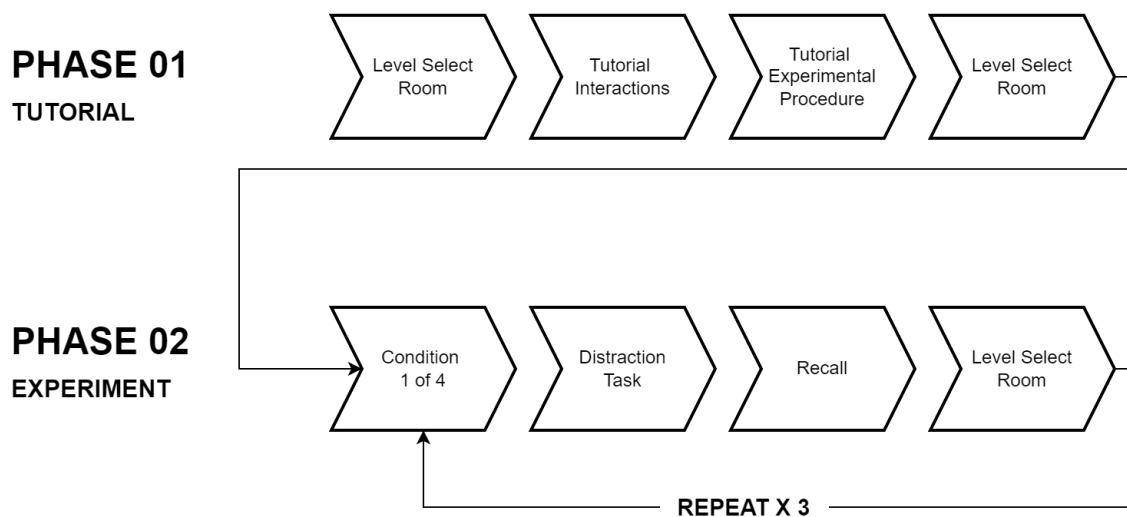 PHASE 01
TUTORIAL
Level Select
Room
Tutorial
Interactions
Tutorial
Experimental
Procedure
Level Select
Room
PHASE 02
EXPERIMENT
Condition
1 of 4
Distraction
Task
Recall
Level Select
Room
REPEAT X 3